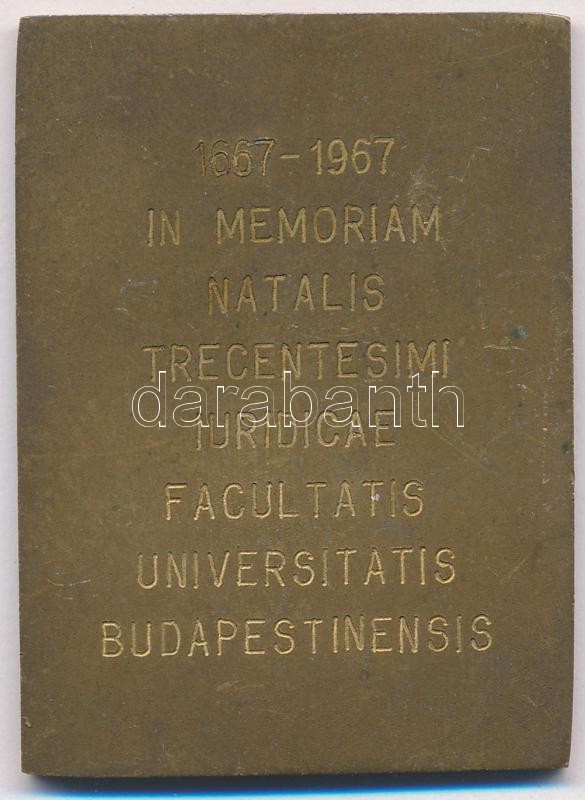 1667-1967
IN MEMORIAM
NATALIS
TRECENTESIMI
darabanth
IURIDICAE
FACULTATIS
UNIVERSITATIS
BUDAPESTINENSIS